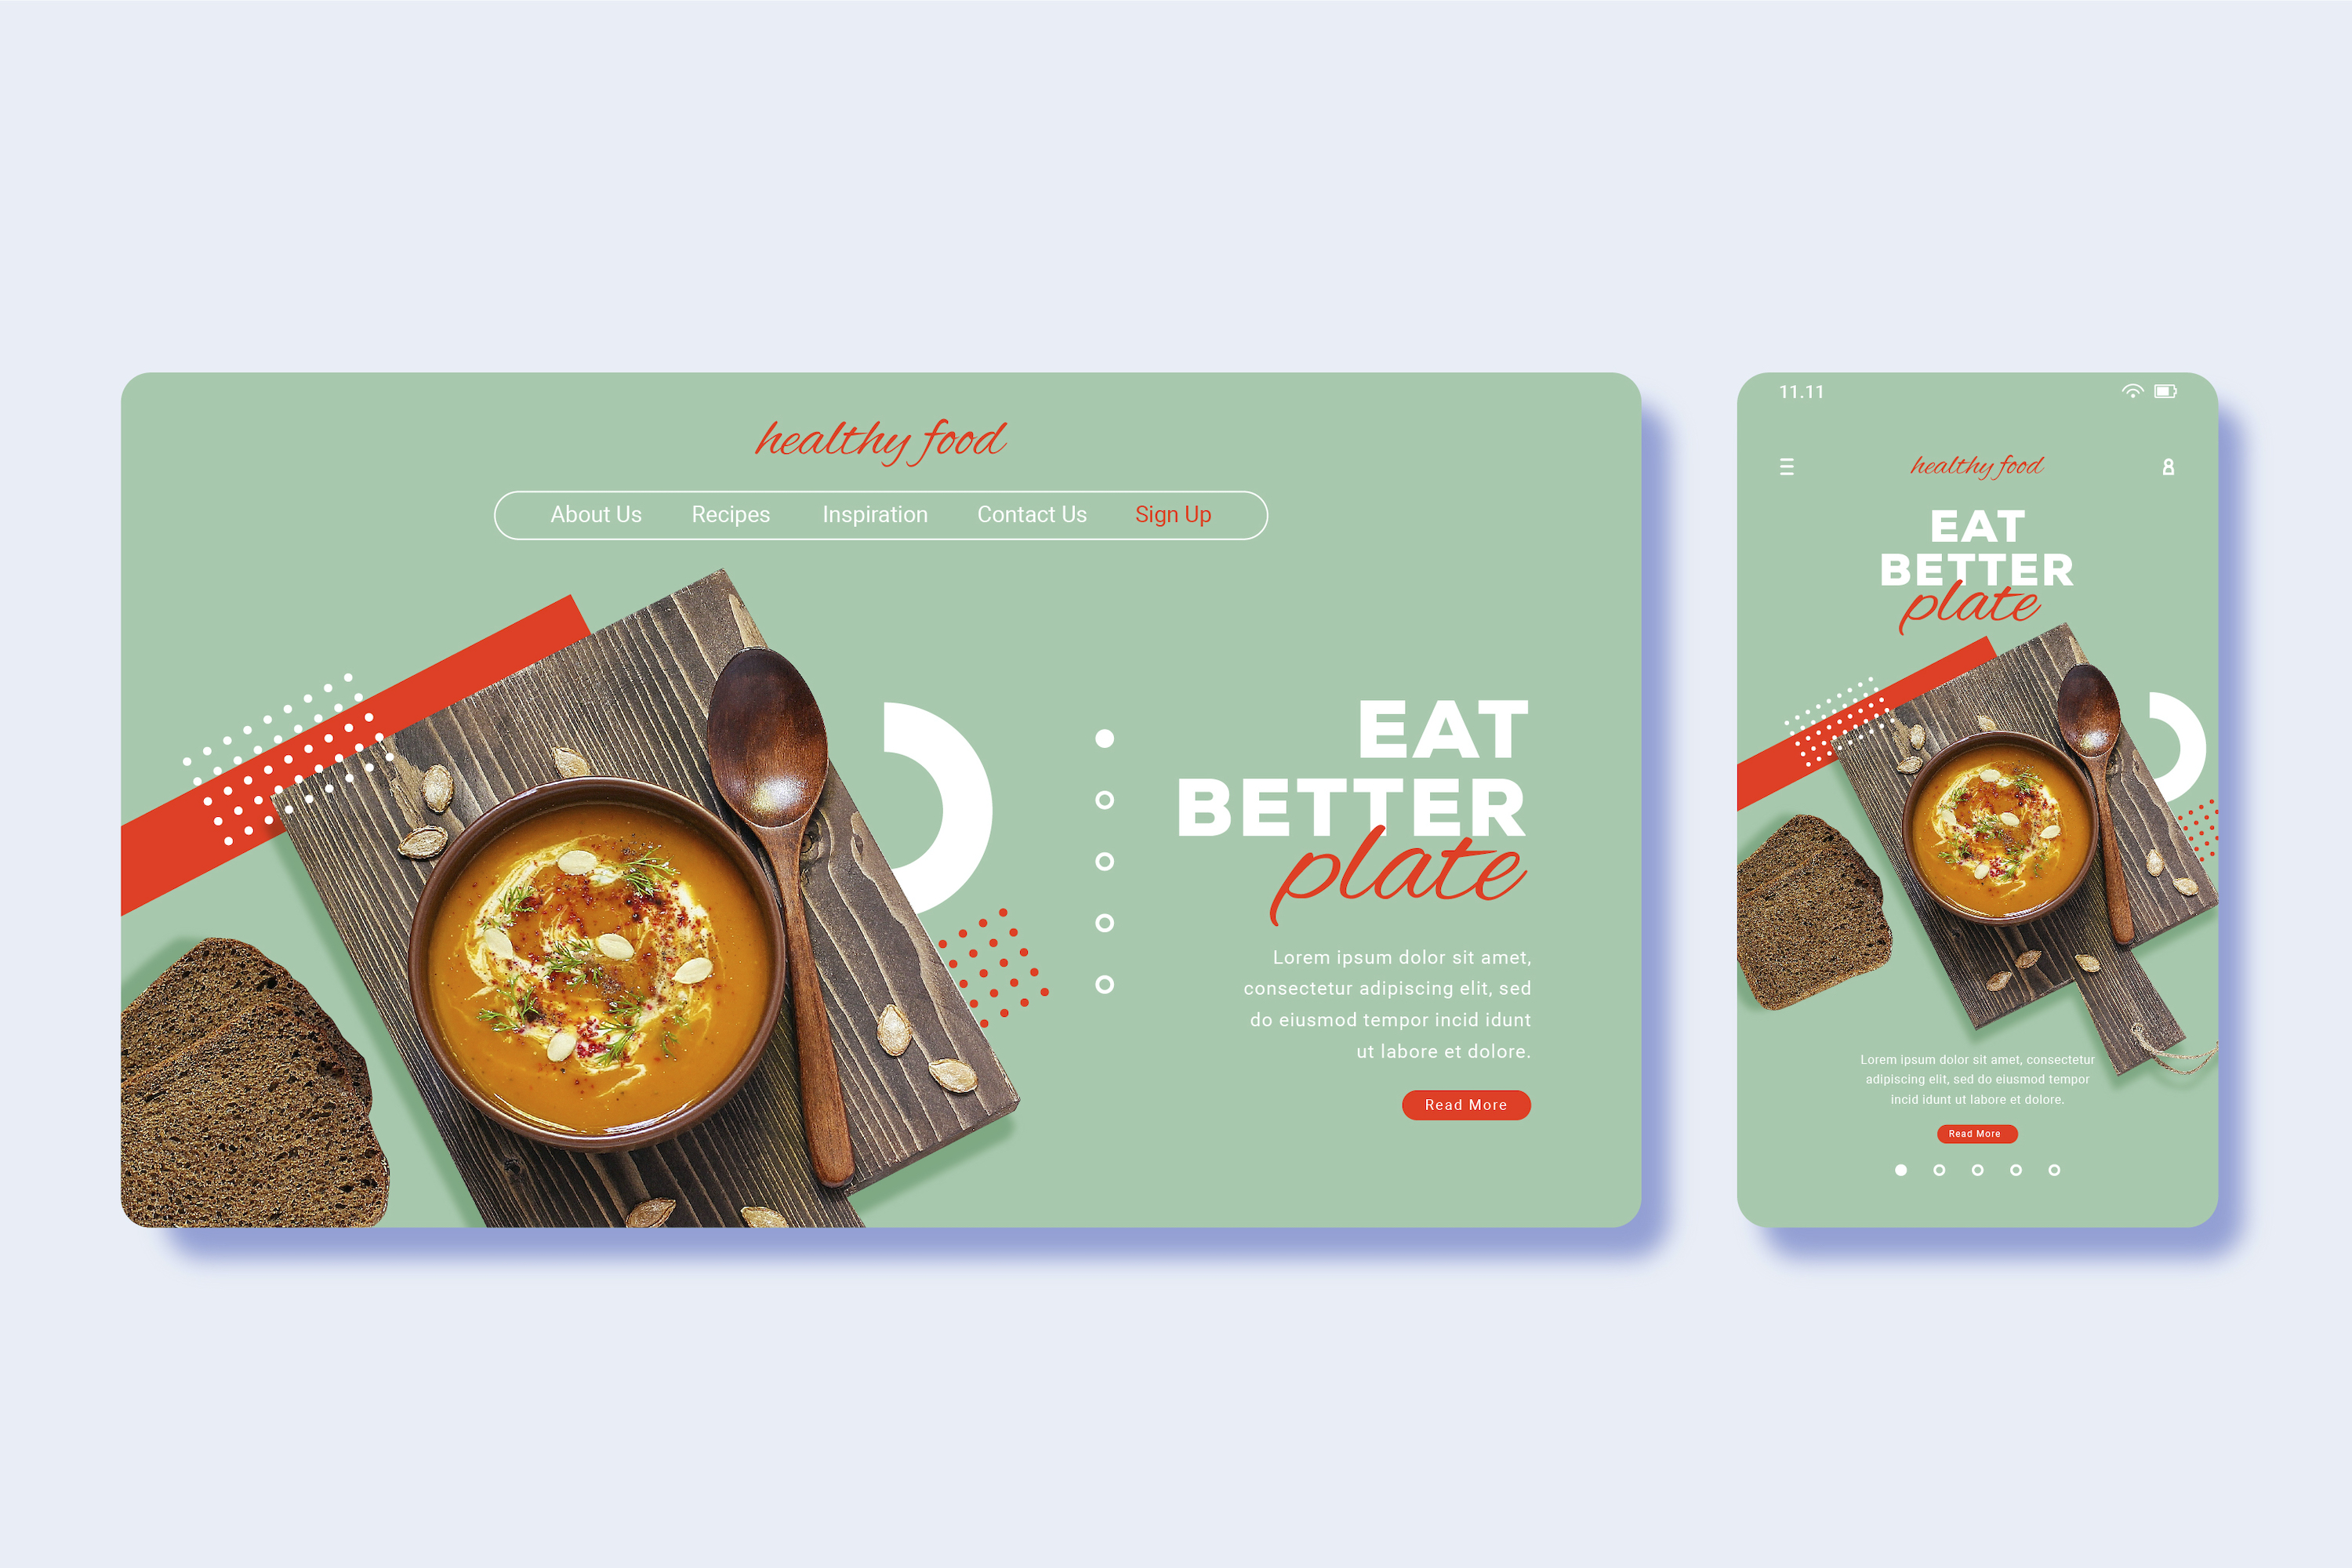 healthy food
About Us Recipes Inspiration Contact Us Sign Up
EAT
BETTER
plate
Lorem ipsum dolor sit amet,
consectetur adipiscing elit, sed
do eiusmod tempor incid idunt
ut labore et dolore.
Read More
11.11
healthy food
EAT
BETTER
plate
Lorem ipsum dolor sit amet, consectetur
adipiscing elit, sed do eiusmod tempor
incid idunt ut labore et dolore.
Read More